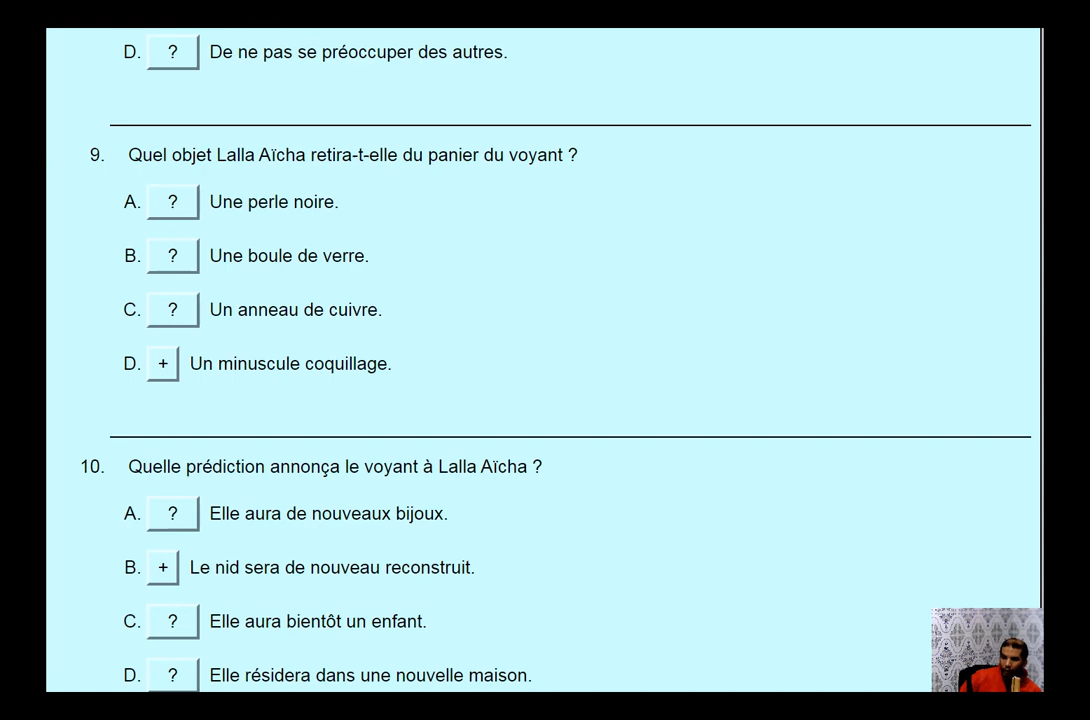 D. ? De ne pas se préoccuper des autres.
9. Quel objet Lalla Aïcha retira-t-elle du panier du voyant ?
A. ? Une perle noire.
B. ? Une boule de verre.
C. ? Un anneau de cuivre.
D. + Un minuscule coquillage.
10. Quelle prédiction annonça le voyant à Lalla Aïcha ?
A. ? Elle aura de nouveaux bijoux.
B. + Le nid sera de nouveau reconstruit.
C. ? Elle aura bientôt un enfant.
D. ? Elle résidera dans une nouvelle maison.